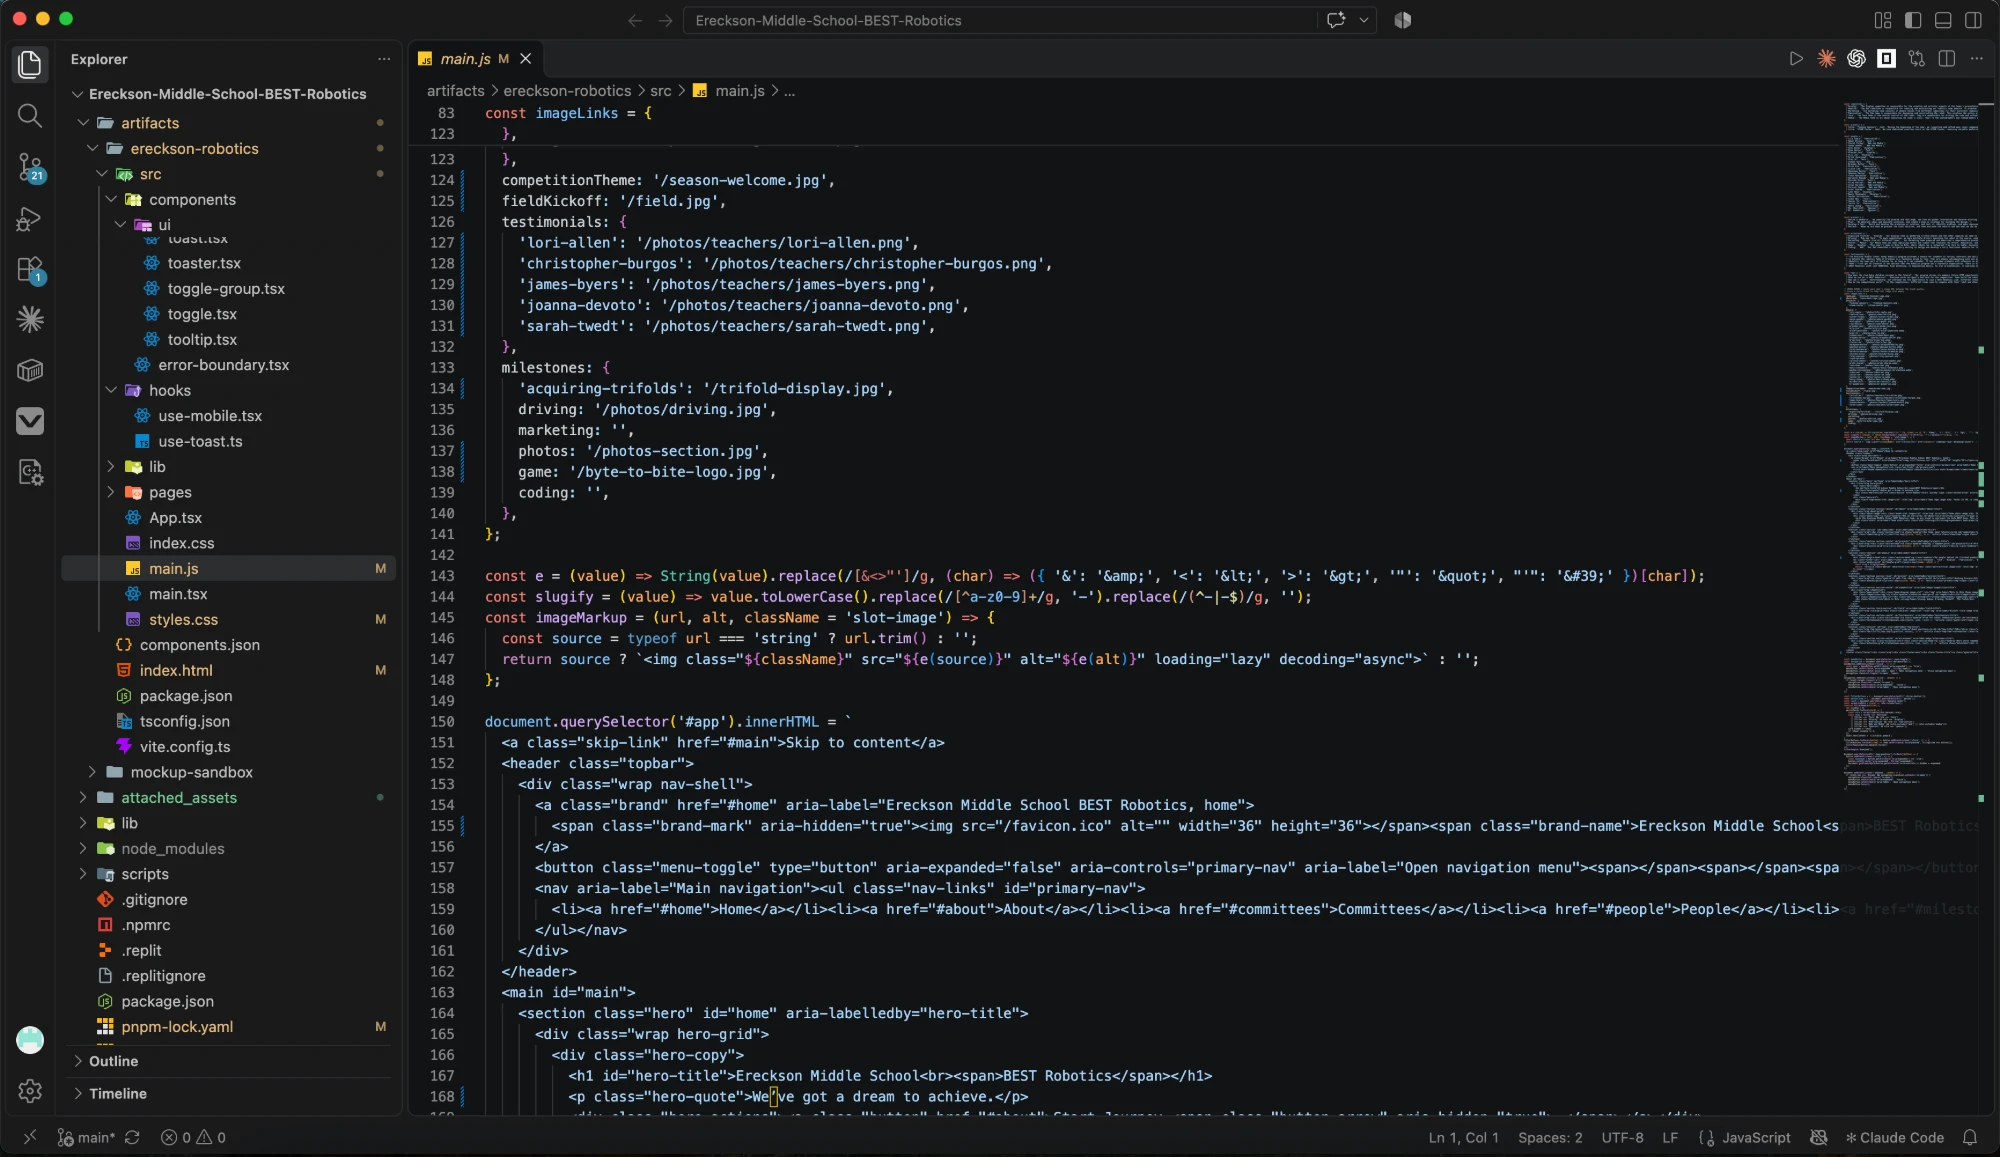 Ereckson-Middle-School-BEST-Robotics
Explorer
Ereckson-Middle-School-BEST-Robotics
artifacts
ereckson-robotics
src
components
ui
toast.tsx
toaster.tsx
toggle-group.tsx
toggle.tsx
tooltip.tsx
error-boundary.tsx
hooks
use-mobile.tsx
use-toast.ts
lib
pages
App.tsx
index.css
main.js M
main.tsx
styles.css M
components.json
index.html M
package.json
tsconfig.json
vite.config.ts
mockup-sandbox
attached_assets
lib
node_modules
scripts
.gitignore
.npmrc
.replit
.replitignore
package.json
pnpm-lock.yaml M
Outline
Timeline
21
1
main.js M
artifacts > ereckson-robotics > src > main.js > ...
83 const imageLinks = {
123 },
123 },
124 competitionTheme: '/season-welcome.jpg',
125 fieldKickoff: '/field.jpg',
126 testimonials: {
127 'lori-allen': '/photos/teachers/lori-allen.png',
128 'christopher-burgos': '/photos/teachers/christopher-burgos.png',
129 'james-byers': '/photos/teachers/james-byers.png',
130 'joanna-devoto': '/photos/teachers/joanna-devoto.png',
131 'sarah-twedt': '/photos/teachers/sarah-twedt.png',
132 },
133 milestones: {
134 'acquiring-trifolds': '/trifold-display.jpg',
135 driving: '/photos/driving.jpg',
136 marketing: '',
137 photos: '/photos-section.jpg',
138 game: '/byte-to-bite-logo.jpg',
139 coding: '',
140 },
141 };
142
143 const e = (value) => String(value).replace(/[&<>"']/g, (char) => ({ '&': '&amp;', '<': '&lt;', '>': '&gt;', '"': '&quot;', "'": '&#39;' })[char]);
144 const slugify = (value) => value.toLowerCase().replace(/[^a-z0-9]+/g, '-').replace(/(^-|-$)/g, '');
145 const imageMarkup = (url, alt, className = 'slot-image') => {
146 const source = typeof url === 'string' ? url.trim() : '';
147 return source ? `<img class="${className}" src="${e(source)}" alt="${e(alt)}" loading="lazy" decoding="async">` : '';
148 };
149
150 document.querySelector('#app').innerHTML = `
151 <a class="skip-link" href="#main">Skip to content</a>
152 <header class="topbar">
153 <div class="wrap nav-shell">
154 <a class="brand" href="#home" aria-label="Ereckson Middle School BEST Robotics, home">
155 <span class="brand-mark" aria-hidden="true"><img src="/favicon.ico" alt="" width="36" height="36"></span><span class="brand-name">Ereckson Middle School<span>BEST Robotics
156 </a>
157 <button class="menu-toggle" type="button" aria-expanded="false" aria-controls="primary-nav" aria-label="Open navigation menu"><span></span><span></span><span></span></button
158 <nav aria-label="Main navigation"><ul class="nav-links" id="primary-nav">
159 <li><a href="#home">Home</a></li><li><a href="#about">About</a></li><li><a href="#committees">Committees</a></li><li><a href="#people">People</a></li><li><a href="#milest
160 </ul></nav>
161 </div>
162 </header>
163 <main id="main">
164 <section class="hero" id="home" aria-labelledby="hero-title">
165 <div class="wrap hero-grid">
166 <div class="hero-copy">
167 <h1 id="hero-title">Ereckson Middle School<br><span>BEST Robotics</span></h1>
168 <p class="hero-quote">We’ve got a dream to achieve.</p>
main* 0 0
Ln 1, Col 1 Spaces: 2 UTF-8 LF JavaScript Claude Code